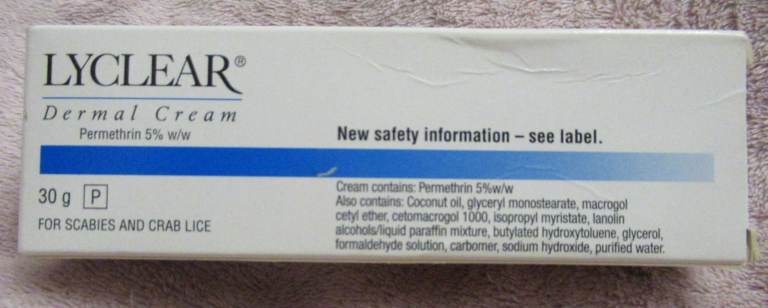 LYCLEAR®
Dermal Cream
Permethrin 5% w/w
New safety information – see label.
30 g P
FOR SCABIES AND CRAB LICE
Cream contains: Permethrin 5%w/w
Also contains: Coconut oil, glyceryl monostearate, macrogol
cetyl ether, cetomacrogol 1000, isopropyl myristate, lanolin
alcohols/liquid paraffin mixture, butylated hydroxytoluene, glycerol,
formaldehyde solution, carbomer, sodium hydroxide, purified water.